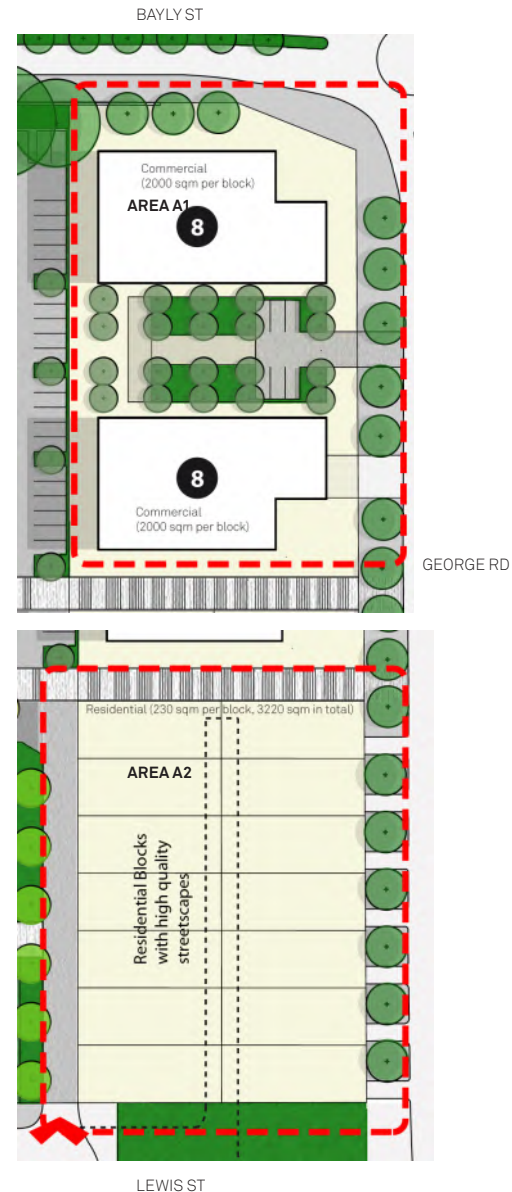 BAYLY ST
Commercial
(2000 sqm per block)
AREA A1
8
8
Commercial
(2000 sqm per block)
GEORGE RD
Residential (230 sqm per block, 3220 sqm in total)
AREA A2
Residential Blocks
with high quality
streetscapes
LEWIS ST